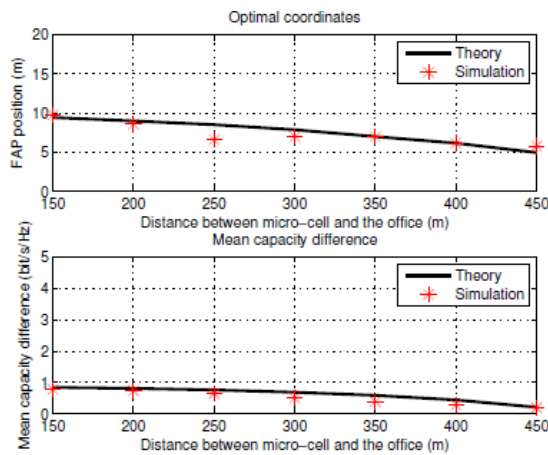 Optimal coordinates
20
15
10
5
0
FAP position (m)
Theory
Simulation
150 200 250 300 350 400 450
Distance between micro-cell and the office (m)
Mean capacity difference
5
4
3
2
1
0
Mean capacity difference (bit/s/Hz)
Theory
Simulation
150 200 250 300 350 400 450
Distance between micro-cell and the office (m)